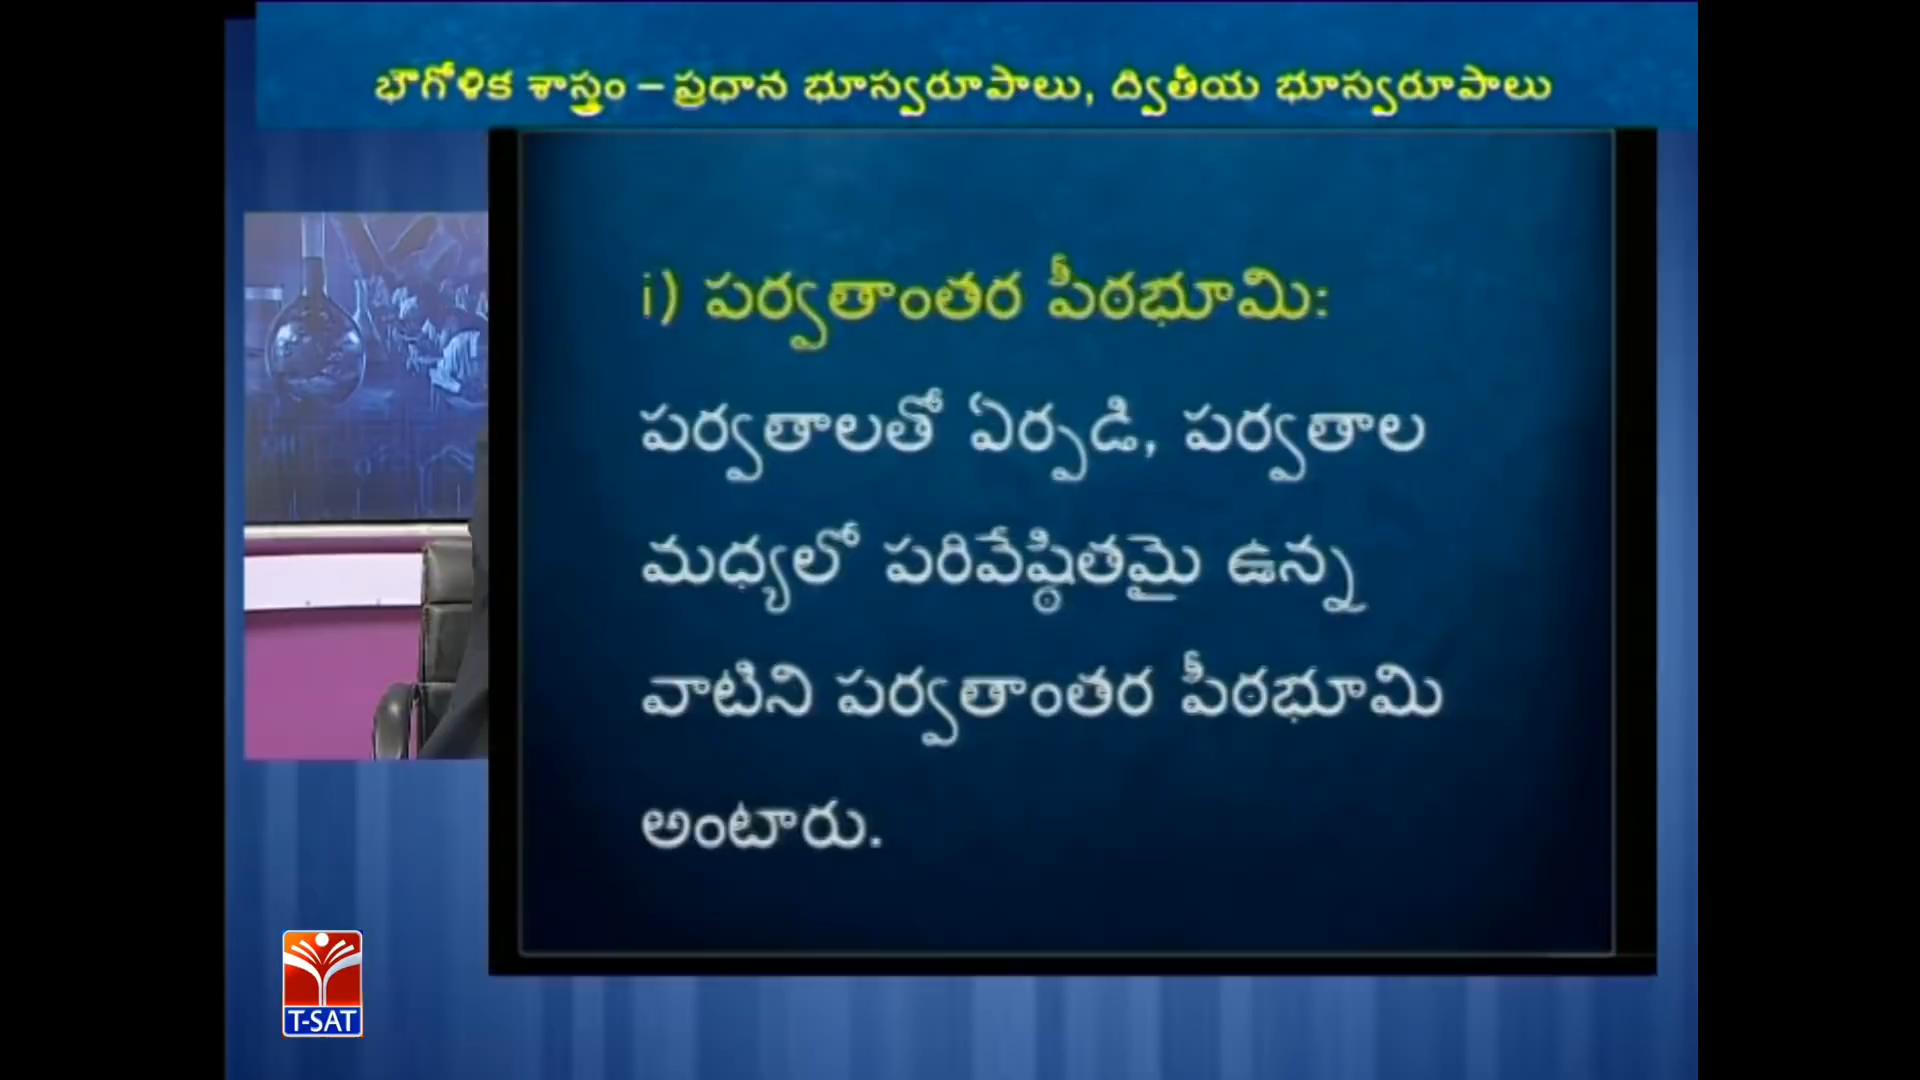 భౌగోళిక శాస్త్రం – ప్రధాన భూస్వరూపాలు, ద్వితీయ భూస్వరూపాలు
i) పర్వతాంతర పీఠభూమి:
పర్వతాలతో ఏర్పడి, పర్వతాల
మధ్యలో పరివేష్ఠితమై ఉన్న
వాటిని పర్వతాంతర పీఠభూమి
అంటారు.
T-SAT